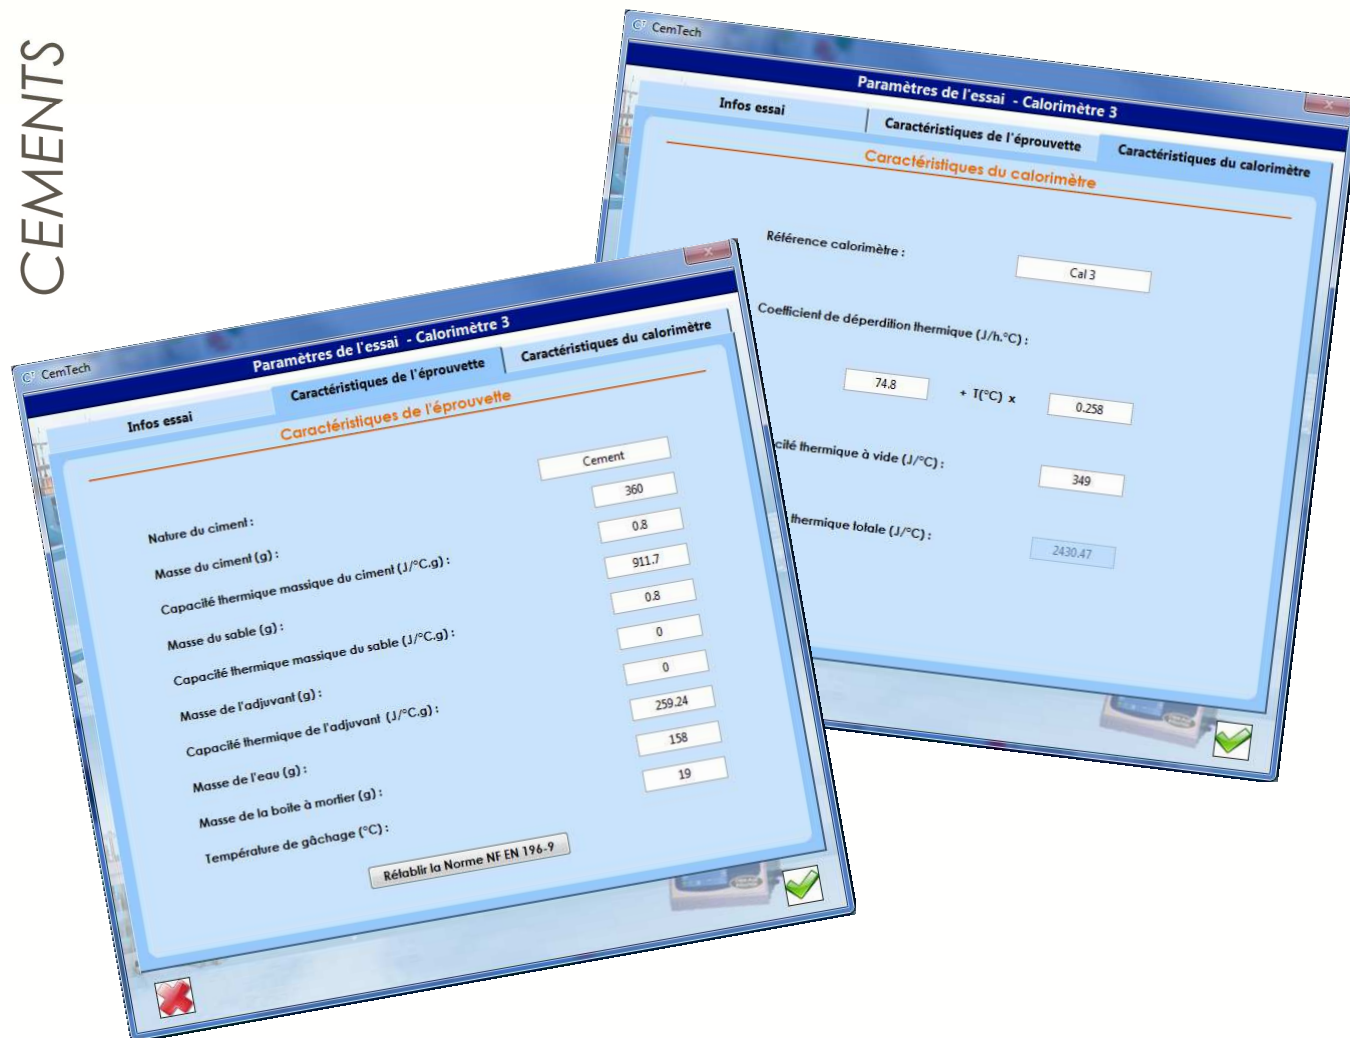 CEMENTS
CemTech
Paramètres de l'essai - Calorimètre 3
Infos essai
Caractéristiques de l'éprouvette
Caractéristiques du calorimètre
Caractéristiques du calorimètre
Référence calorimètre :
Cal 3
Coefficient de déperdition thermique (J/h.°C) :
74.8
+ T(°C) x
0.258
cité thermique à vide (J/°C) :
349
thermique totale (J/°C) :
2430.47
CemTech
Paramètres de l'essai - Calorimètre 3
Infos essai
Caractéristiques de l'éprouvette
Caractéristiques du calorimètre
Caractéristiques de l'éprouvette
Nature du ciment :
Cement
Masse du ciment (g) :
360
Capacité thermique massique du ciment (J/°C.g) :
0.8
Masse du sable (g) :
911.7
Capacité thermique massique du sable (J/°C.g) :
0.8
Masse de l'adjuvant (g) :
0
Capacité thermique de l'adjuvant (J/°C.g) :
0
Masse de l'eau (g) :
259.24
Masse de la boîte à mortier (g) :
158
Température de gâchage (°C) :
19
Rétablir la Norme NF EN 196-9